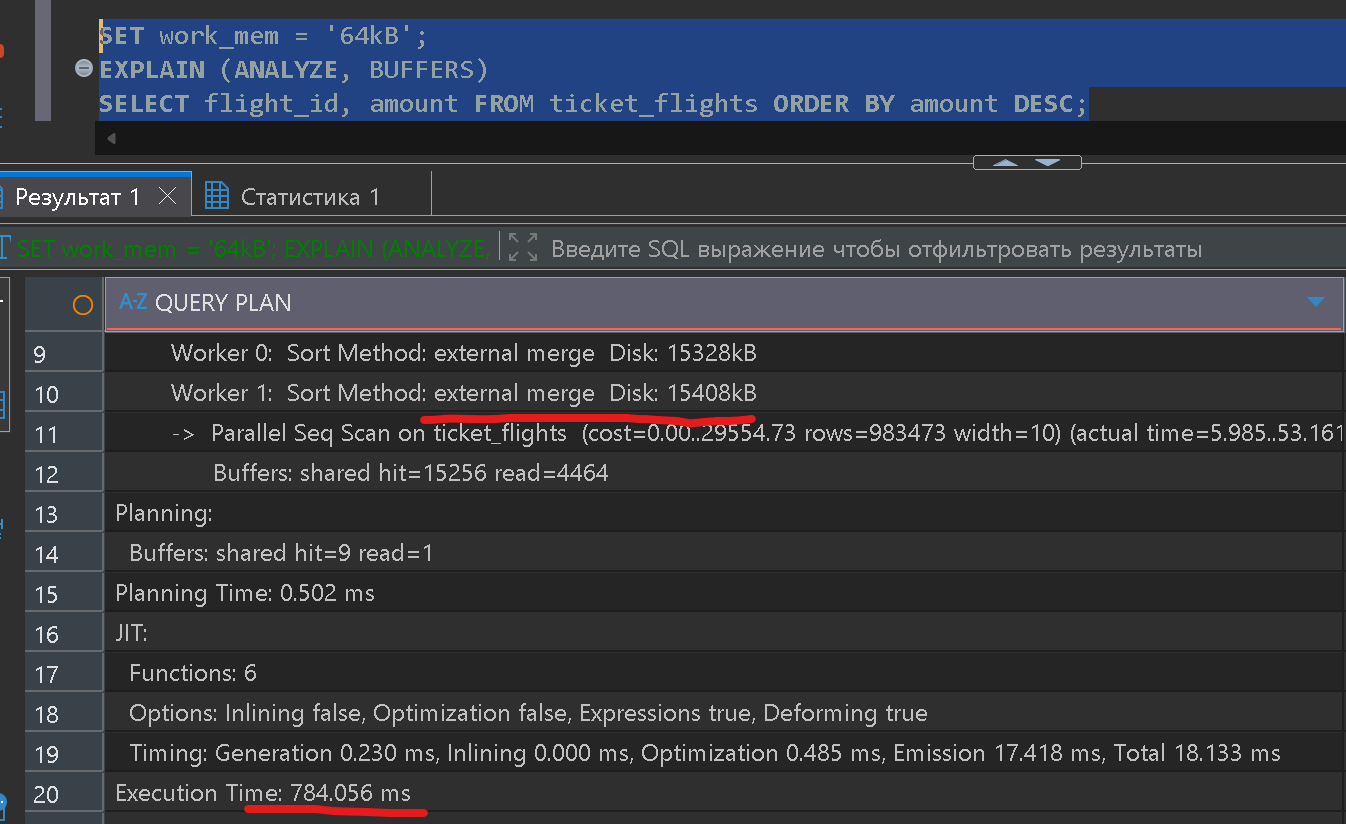 SET work_mem = '64kB';
EXPLAIN (ANALYZE, BUFFERS)
SELECT flight_id, amount FROM ticket_flights ORDER BY amount DESC;
Результат 1 Статистика 1
SET work_mem = '64kB'; EXPLAIN (ANALYZE, Введите SQL выражение чтобы отфильтровать результаты
A-Z QUERY PLAN
9 Worker 0: Sort Method: external merge Disk: 15328kB
10 Worker 1: Sort Method: external merge Disk: 15408kB
11 -> Parallel Seq Scan on ticket_flights (cost=0.00..29554.73 rows=983473 width=10) (actual time=5.985..53.161
12 Buffers: shared hit=15256 read=4464
13 Planning:
14 Buffers: shared hit=9 read=1
15 Planning Time: 0.502 ms
16 JIT:
17 Functions: 6
18 Options: Inlining false, Optimization false, Expressions true, Deforming true
19 Timing: Generation 0.230 ms, Inlining 0.000 ms, Optimization 0.485 ms, Emission 17.418 ms, Total 18.133 ms
20 Execution Time: 784.056 ms